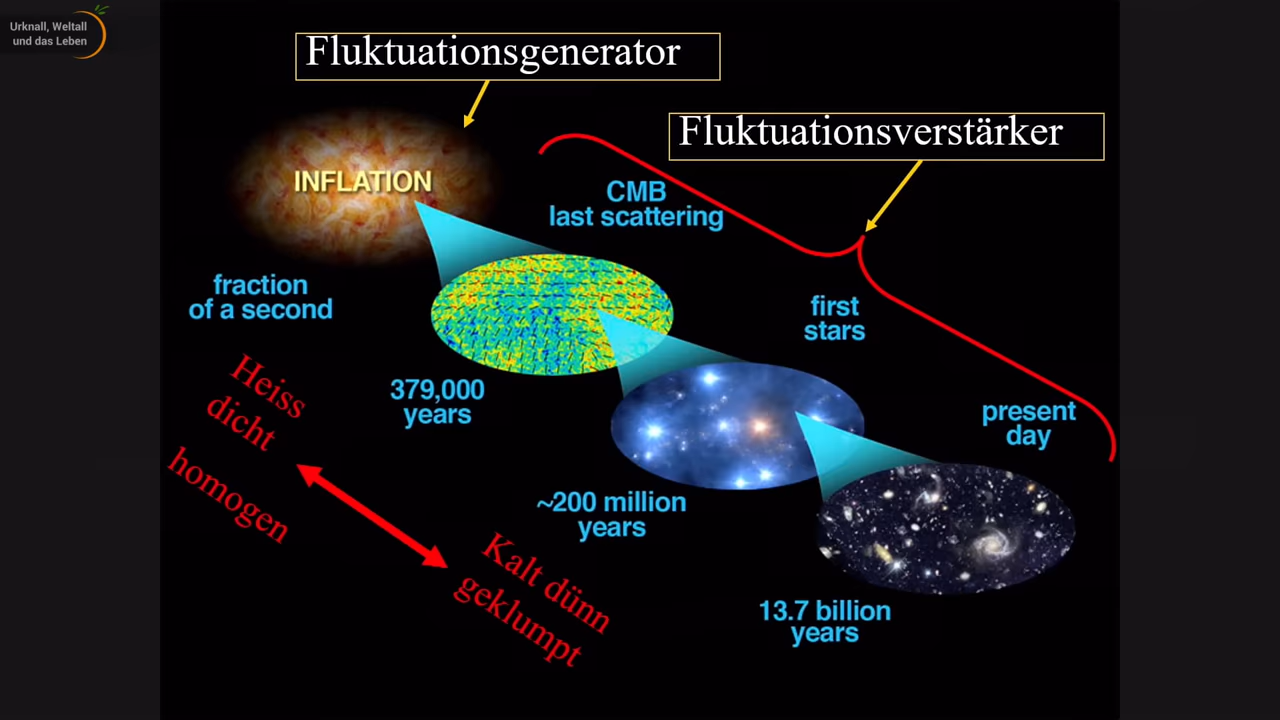 Urknall, Weltall
und das Leben
Fluktuationsgenerator
Fluktuationsverstärker
INFLATION
CMB
last scattering
fraction
of a second
first
stars
379,000
years
present
day
Heiss
dicht
homogen
~200 million
years
Kalt dünn
geklumpt
13.7 billion
years